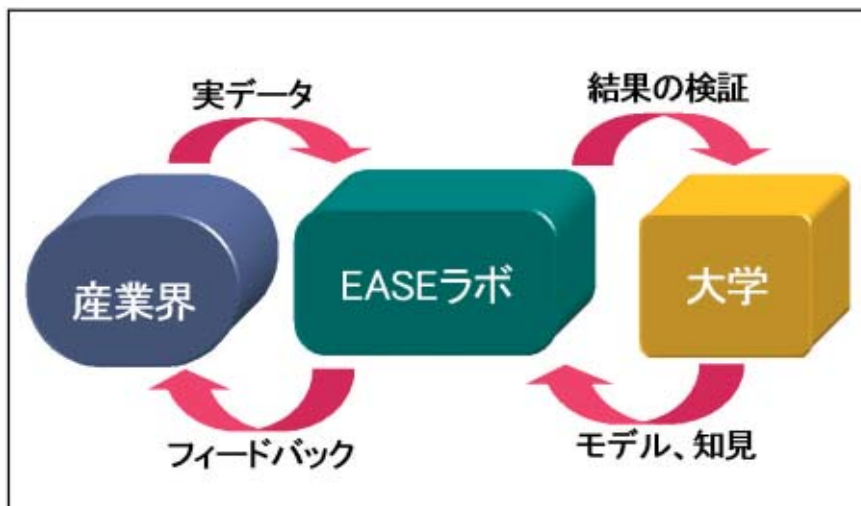 実データ
結果の検証
産業界
EASEラボ
大学
フィードバック
モデル、知見